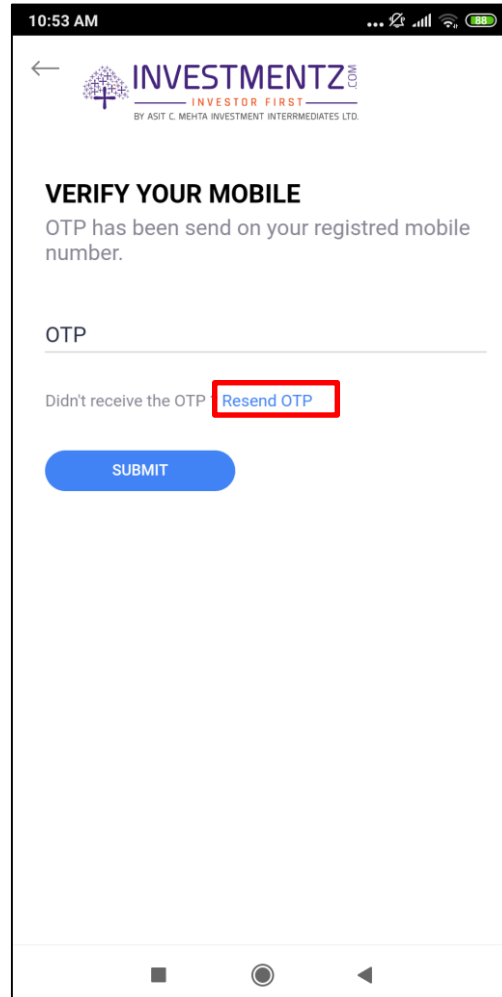 10:53 AM
88
INVESTMENTZ.COM
INVESTOR FIRST
BY ASIT C. MEHTA INVESTMENT INTERRMEDIATES LTD.
VERIFY YOUR MOBILE
OTP has been send on your registred mobile
number.
OTP
Didn't receive the OTP ? Resend OTP
SUBMIT